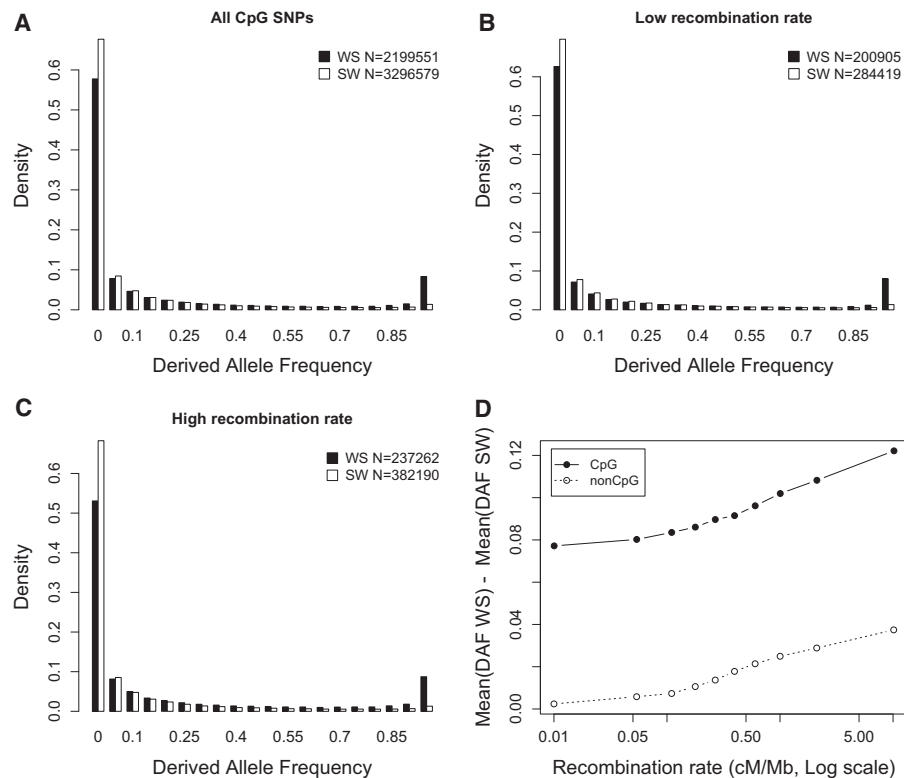 A
All CpG SNPs
WS N=2199551
SW N=3296579
Density
0.0 0.1 0.2 0.3 0.4 0.5 0.6
0 0.1 0.25 0.4 0.55 0.7 0.85
Derived Allele Frequency
B
Low recombination rate
WS N=200905
SW N=284419
Density
0.0 0.1 0.2 0.3 0.4 0.5 0.6
0 0.1 0.25 0.4 0.55 0.7 0.85
Derived Allele Frequency
C
High recombination rate
WS N=237262
SW N=382190
Density
0.0 0.1 0.2 0.3 0.4 0.5 0.6
0 0.1 0.25 0.4 0.55 0.7 0.85
Derived Allele Frequency
D
CpG
nonCpG
Mean(DAF WS) - Mean(DAF SW)
0.00 0.04 0.08 0.12
0.01 0.05 0.50 5.00
Recombination rate (cM/Mb, Log scale)